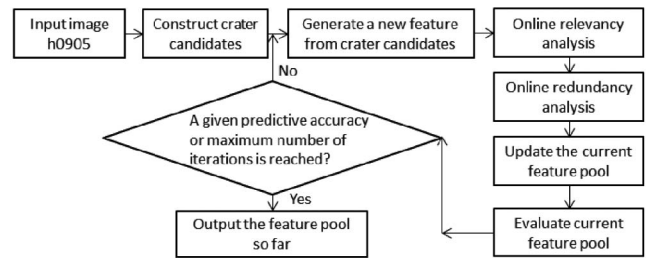 Input image
h0905
Construct crater
candidates
Generate a new feature
from crater candidates
Online relevancy
analysis
Online redundancy
analysis
Update the current
feature pool
Evaluate current
feature pool
No
A given predictive accuracy
or maximum number of
iterations is reached?
Yes
Output the feature pool
so far